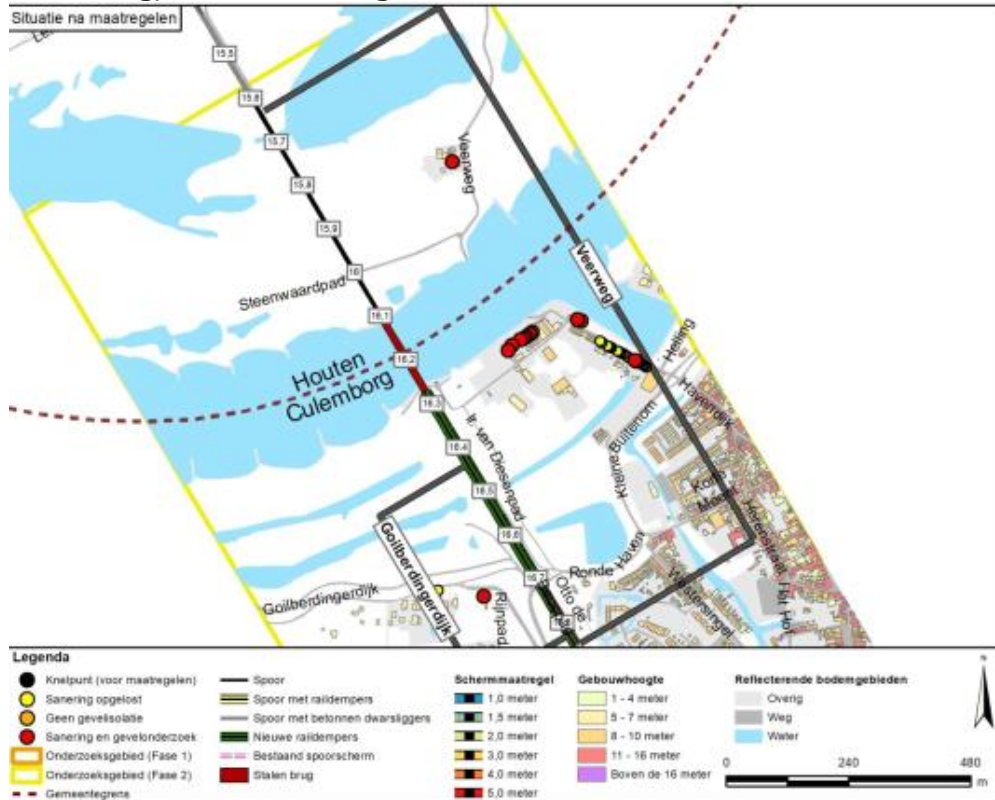 Situatie na maatregelen
15,5
15,6
15,7
15,8
15,9
Veerweg
Steenwaardpad
16
16,1
Veerweg
16,2
Houten
Culemborg
Helling
Havendijk
16,3
Ir. van Diesenpad
Kleine Buitenom
16,4
16,5
16,6
Herenstraat
Goilberdingerdijk
Ronde Haven
16,7
Goilberdingerdijk
Rijnpad
Otto de
Westersingel
Hof
16,8
Legenda
Knelpunt (voor maatregelen)
Sanering opgelost
Geen gevelisolatie
Sanering en gevelonderzoek
Onderzoeksgebied (Fase 1)
Onderzoeksgebied (Fase 2)
Gemeentegrens
Spoor
Spoor met raildempers
Spoor met betonnen dwarsliggers
Nieuwe raildempers
Bestaand spoorscherm
Stalen brug
Schermmaatregel
1,0 meter
1,5 meter
2,0 meter
3,0 meter
4,0 meter
5,0 meter
Gebouwhoogte
1 - 4 meter
5 - 7 meter
8 - 10 meter
11 - 16 meter
Boven de 16 meter
Reflecterende bodemgebieden
Overig
Weg
Water
N
0 240 480
m